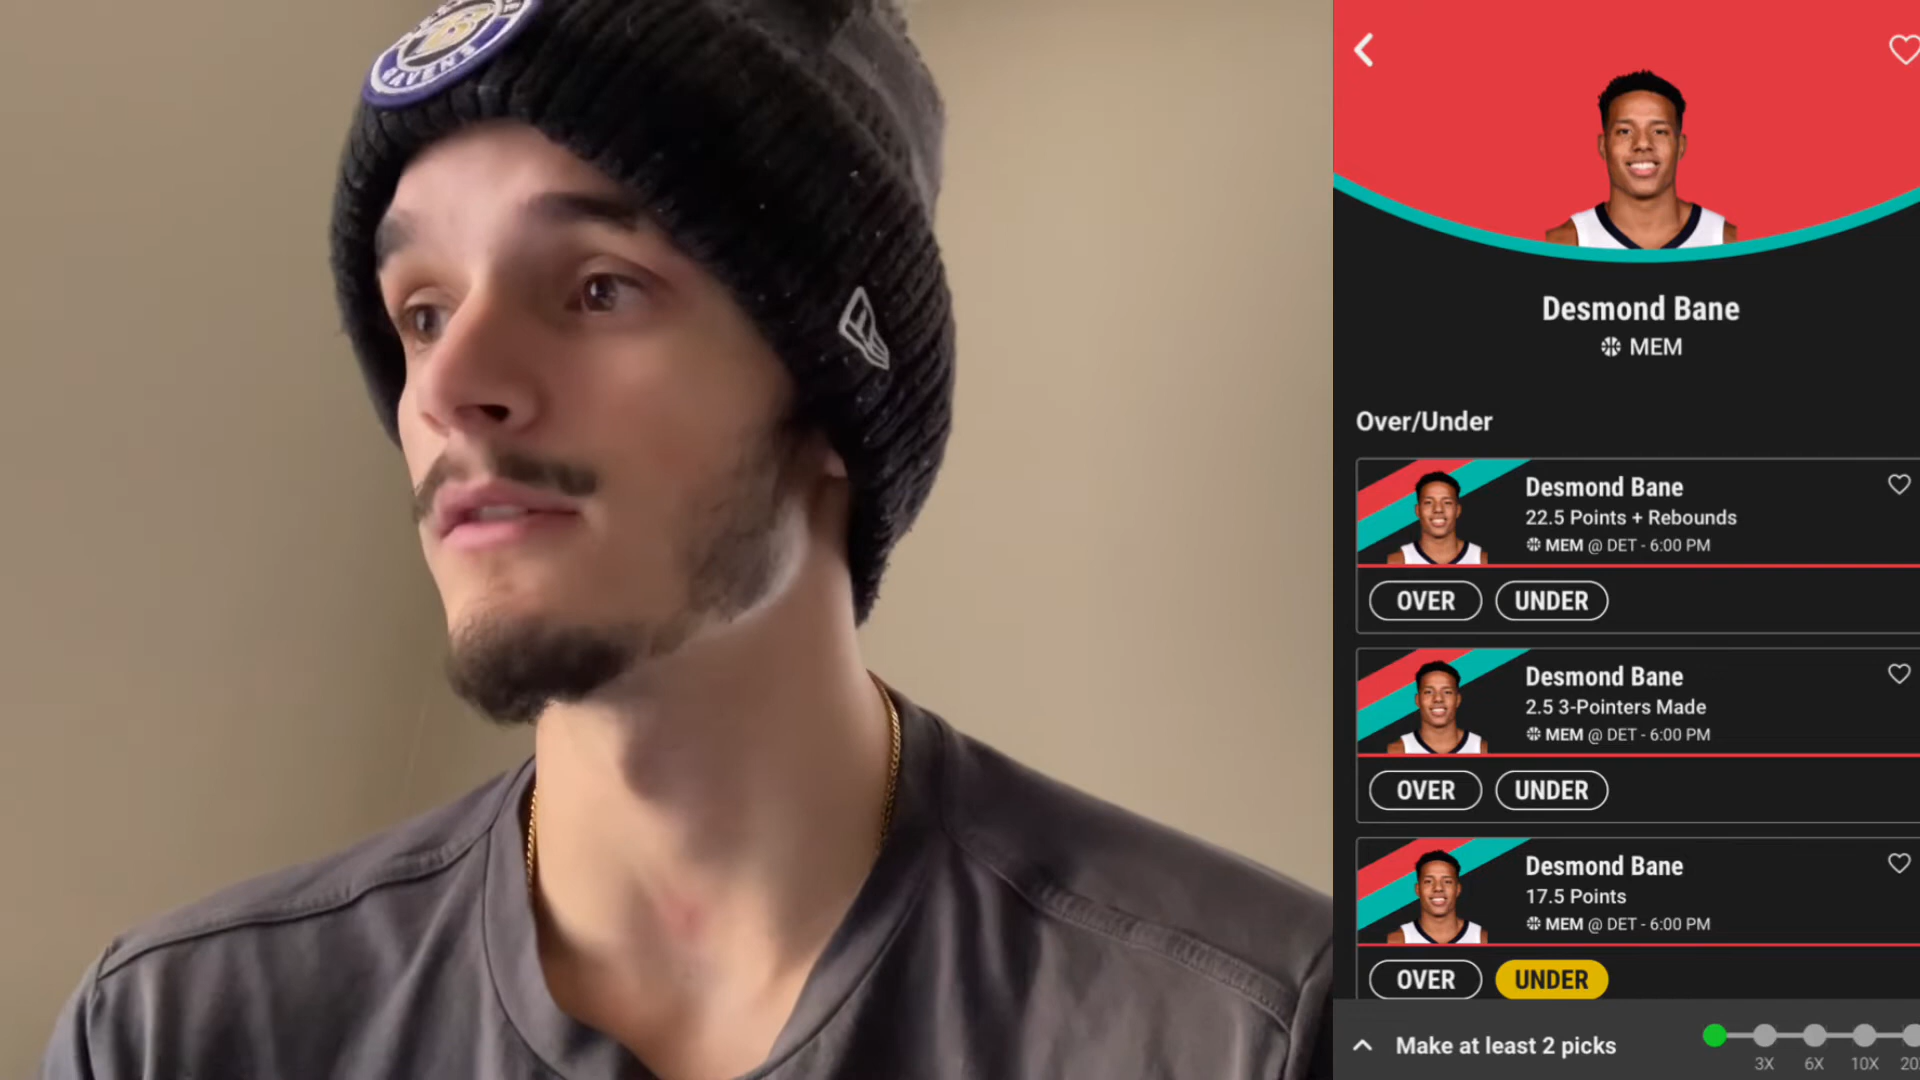 RAVENS
Desmond Bane
MEM
Over/Under
Desmond Bane
22.5 Points + Rebounds
MEM @ DET - 6:00 PM
OVER UNDER
Desmond Bane
2.5 3-Pointers Made
MEM @ DET - 6:00 PM
OVER UNDER
Desmond Bane
17.5 Points
MEM @ DET - 6:00 PM
OVER UNDER
Make at least 2 picks
3X 6X 10X 20